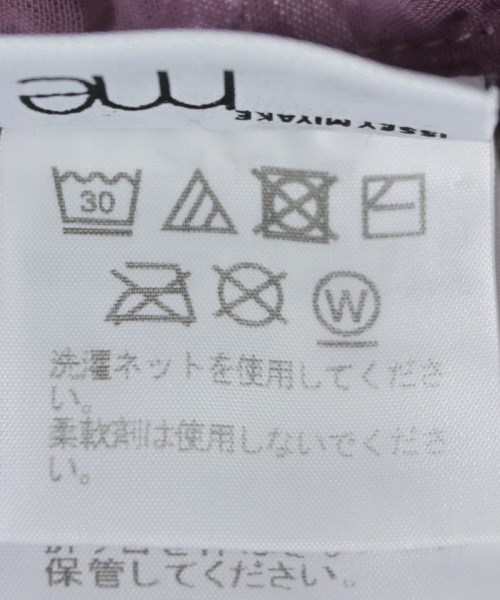 me
ISSEY MIYAKE
30
W
洗濯ネットを使用してくださ
い。
柔軟剤は使用しないでくださ
い。
保管してください。